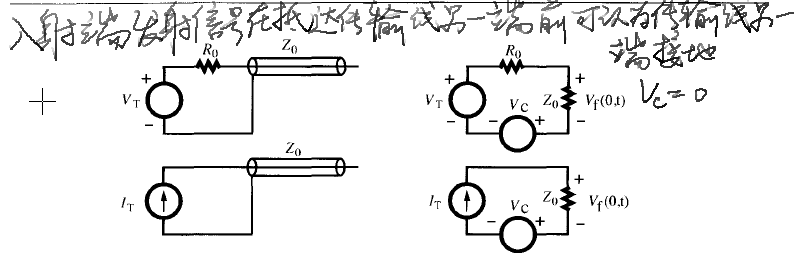 入射端发射信号在抵达传输线另一端前可认为传输线另一
端接地
V_c=0
R_0
Z_0
+
V_T
−
R_0
+
V_T
−
−
V_C
+
Z_0
+
V_f(0,t)
−
Z_0
I_T
I_T
−
V_C
+
Z_0
+
V_f(0,t)
−